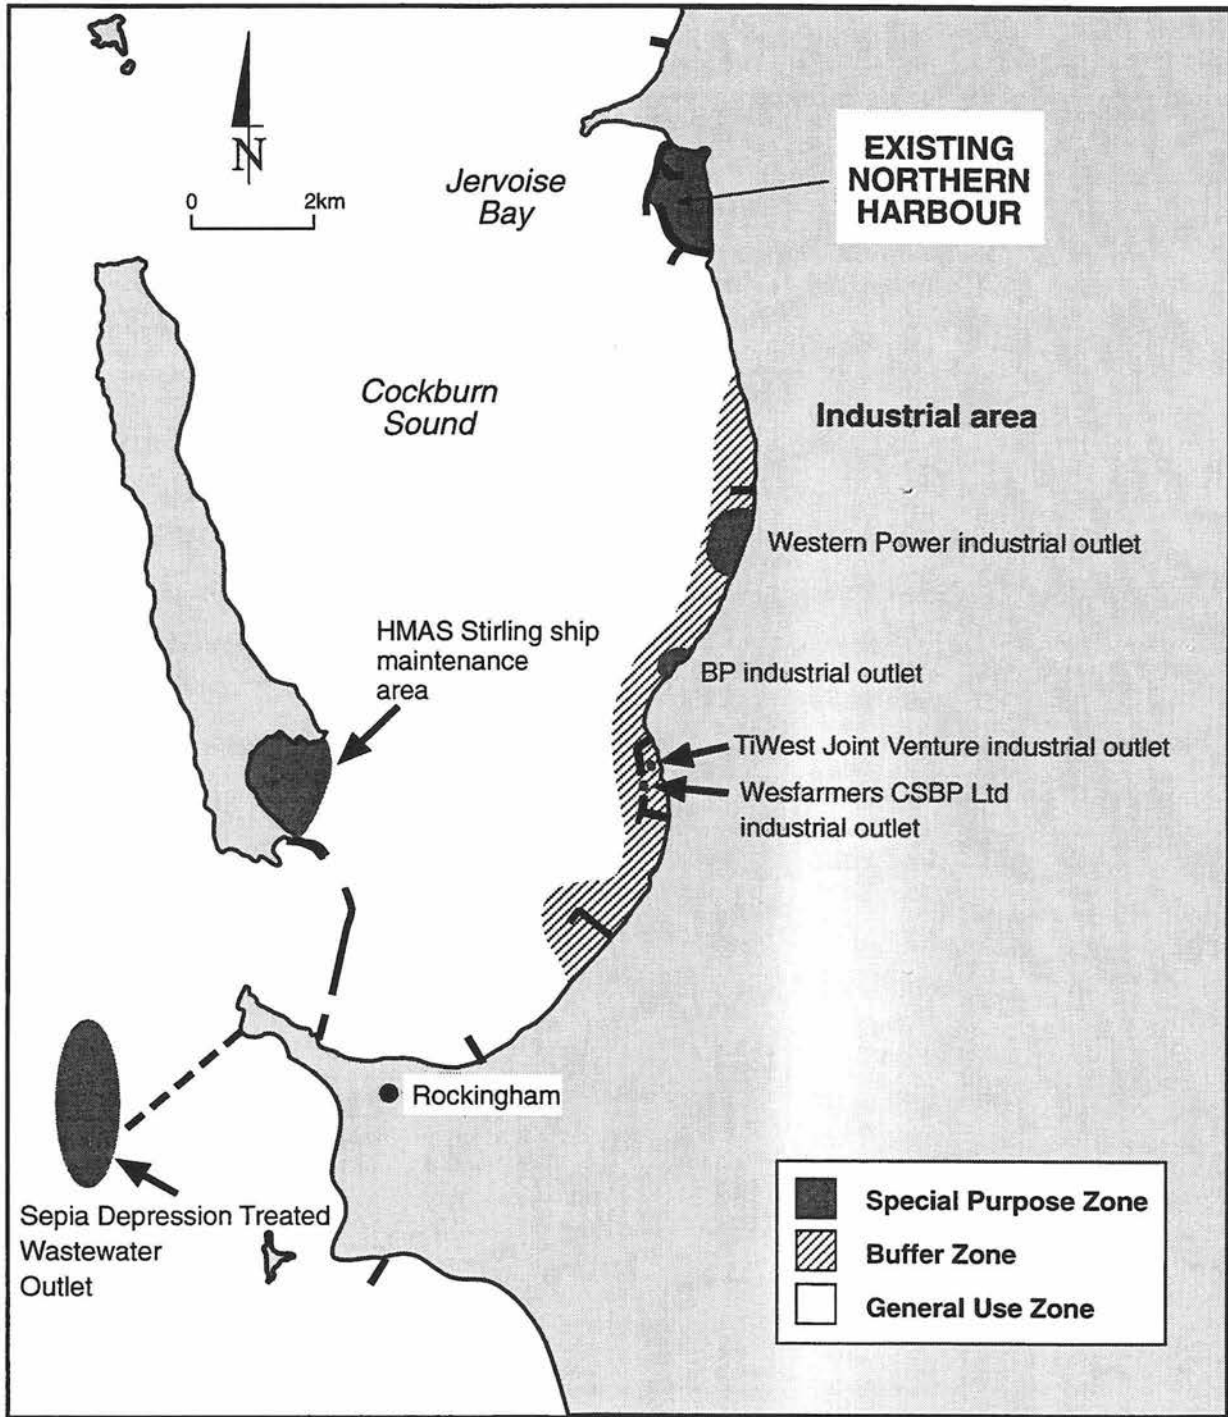 N
0 2km
Jervoise
Bay
EXISTING
NORTHERN
HARBOUR
Cockburn
Sound
Industrial area
Western Power industrial outlet
HMAS Stirling ship
maintenance
area
BP industrial outlet
TiWest Joint Venture industrial outlet
Wesfarmers CSBP Ltd
industrial outlet
Rockingham
Sepia Depression Treated
Wastewater
Outlet
Special Purpose Zone
Buffer Zone
General Use Zone